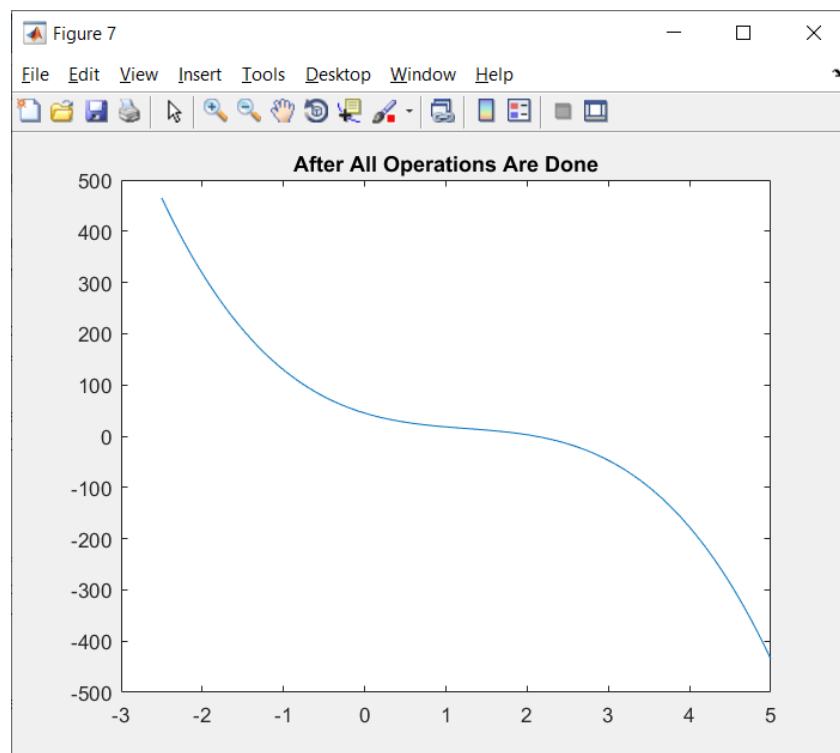 Figure 7
File Edit View Insert Tools Desktop Window Help
After All Operations Are Done
500
400
300
200
100
0
-100
-200
-300
-400
-500
-3 -2 -1 0 1 2 3 4 5